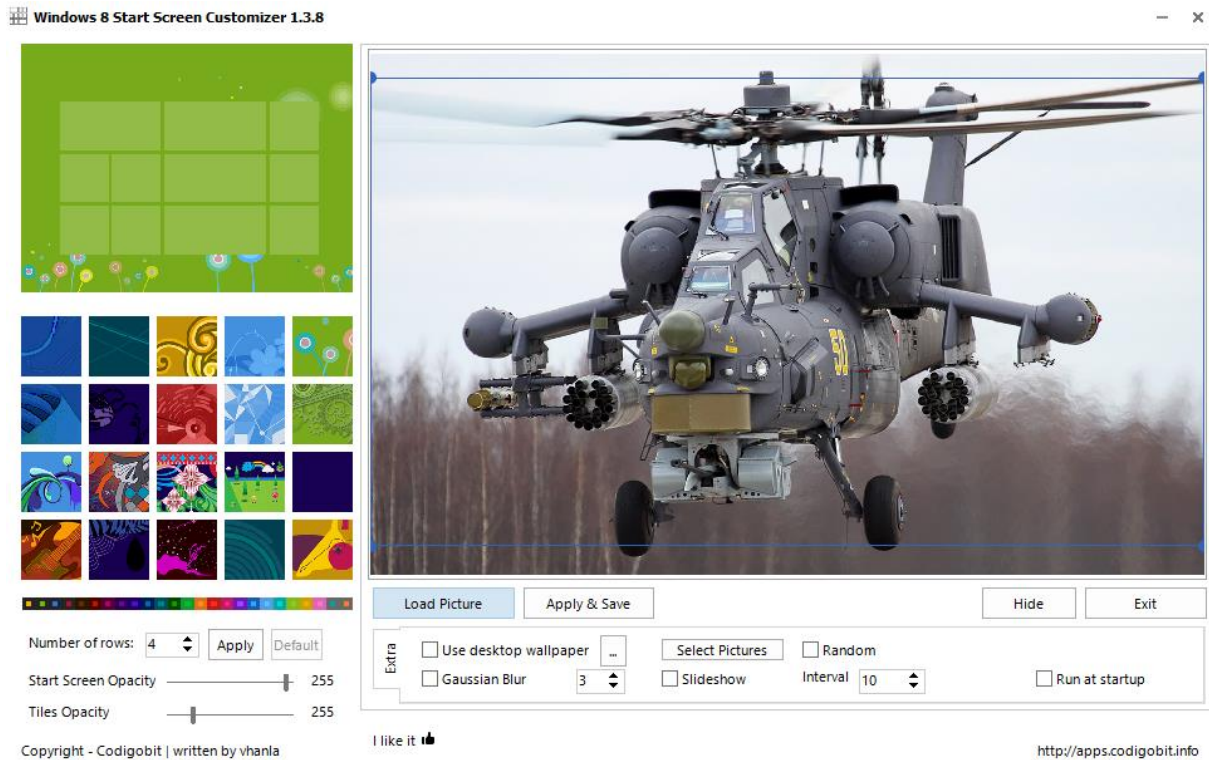 Windows 8 Start Screen Customizer 1.3.8
50
Load Picture
Apply & Save
Hide
Exit
Number of rows: 4 Apply Default
Start Screen Opacity 255
Tiles Opacity 255
Extra
Use desktop wallpaper ... Select Pictures Random
Gaussian Blur 3 Slideshow Interval 10 Run at startup
I like it
Copyright - Codigobit | written by vhanla
http://apps.codigobit.info